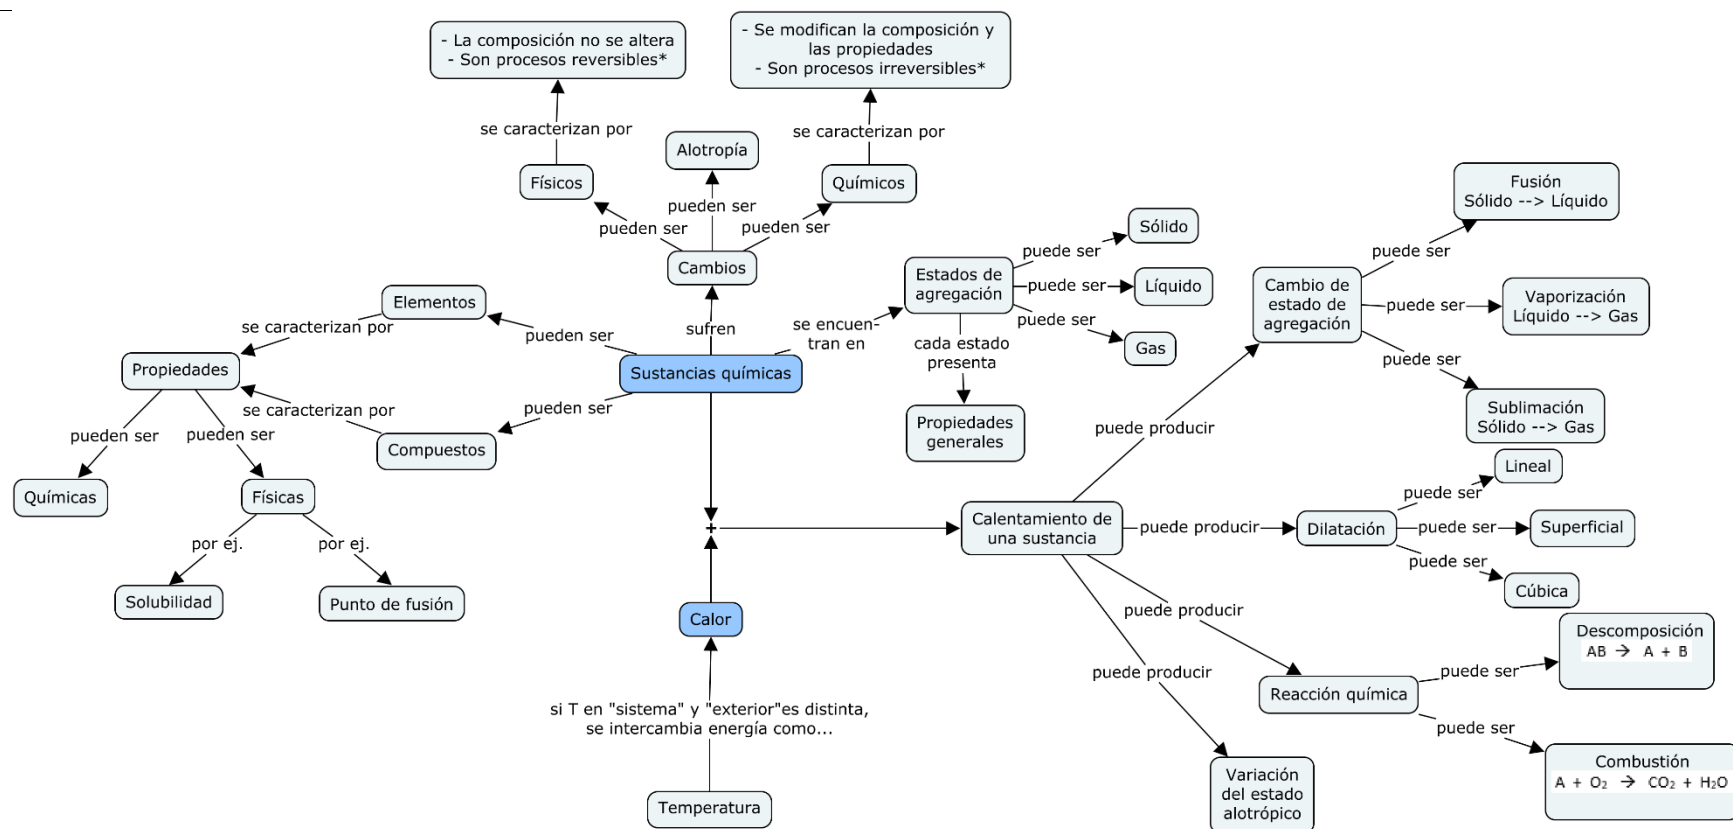 - La composición no se altera
- Son procesos reversibles*
- Se modifican la composición y
las propiedades
- Son procesos irreversibles*
se caracterizan por
se caracterizan por
Alotropía
Físicos
Químicos
pueden ser
pueden ser
pueden ser
Cambios
sufren
Fusión
Sólido --> Líquido
Sólido
puede ser
Estados de
agregación
puede ser
Líquido
puede ser
Gas
se encuen-
tran en
cada estado
presenta
Propiedades
generales
puede ser
Cambio de
estado de
agregación
puede ser
Vaporización
Líquido --> Gas
puede ser
Sublimación
Sólido --> Gas
Elementos
se caracterizan por
pueden ser
Propiedades
Sustancias químicas
se caracterizan por
pueden ser
Compuestos
pueden ser
pueden ser
Químicas
Físicas
por ej.
por ej.
Solubilidad
Punto de fusión
+
Calor
si T en "sistema" y "exterior"es distinta,
se intercambia energía como...
Temperatura
Calentamiento de
una sustancia
puede producir
puede producir
Dilatación
puede ser
Lineal
puede ser
Superficial
puede ser
Cúbica
puede producir
Reacción química
puede ser
Descomposición
AB → A + B
puede ser
Combustión
A + O₂ → CO₂ + H₂O
puede producir
Variación
del estado
alotrópico